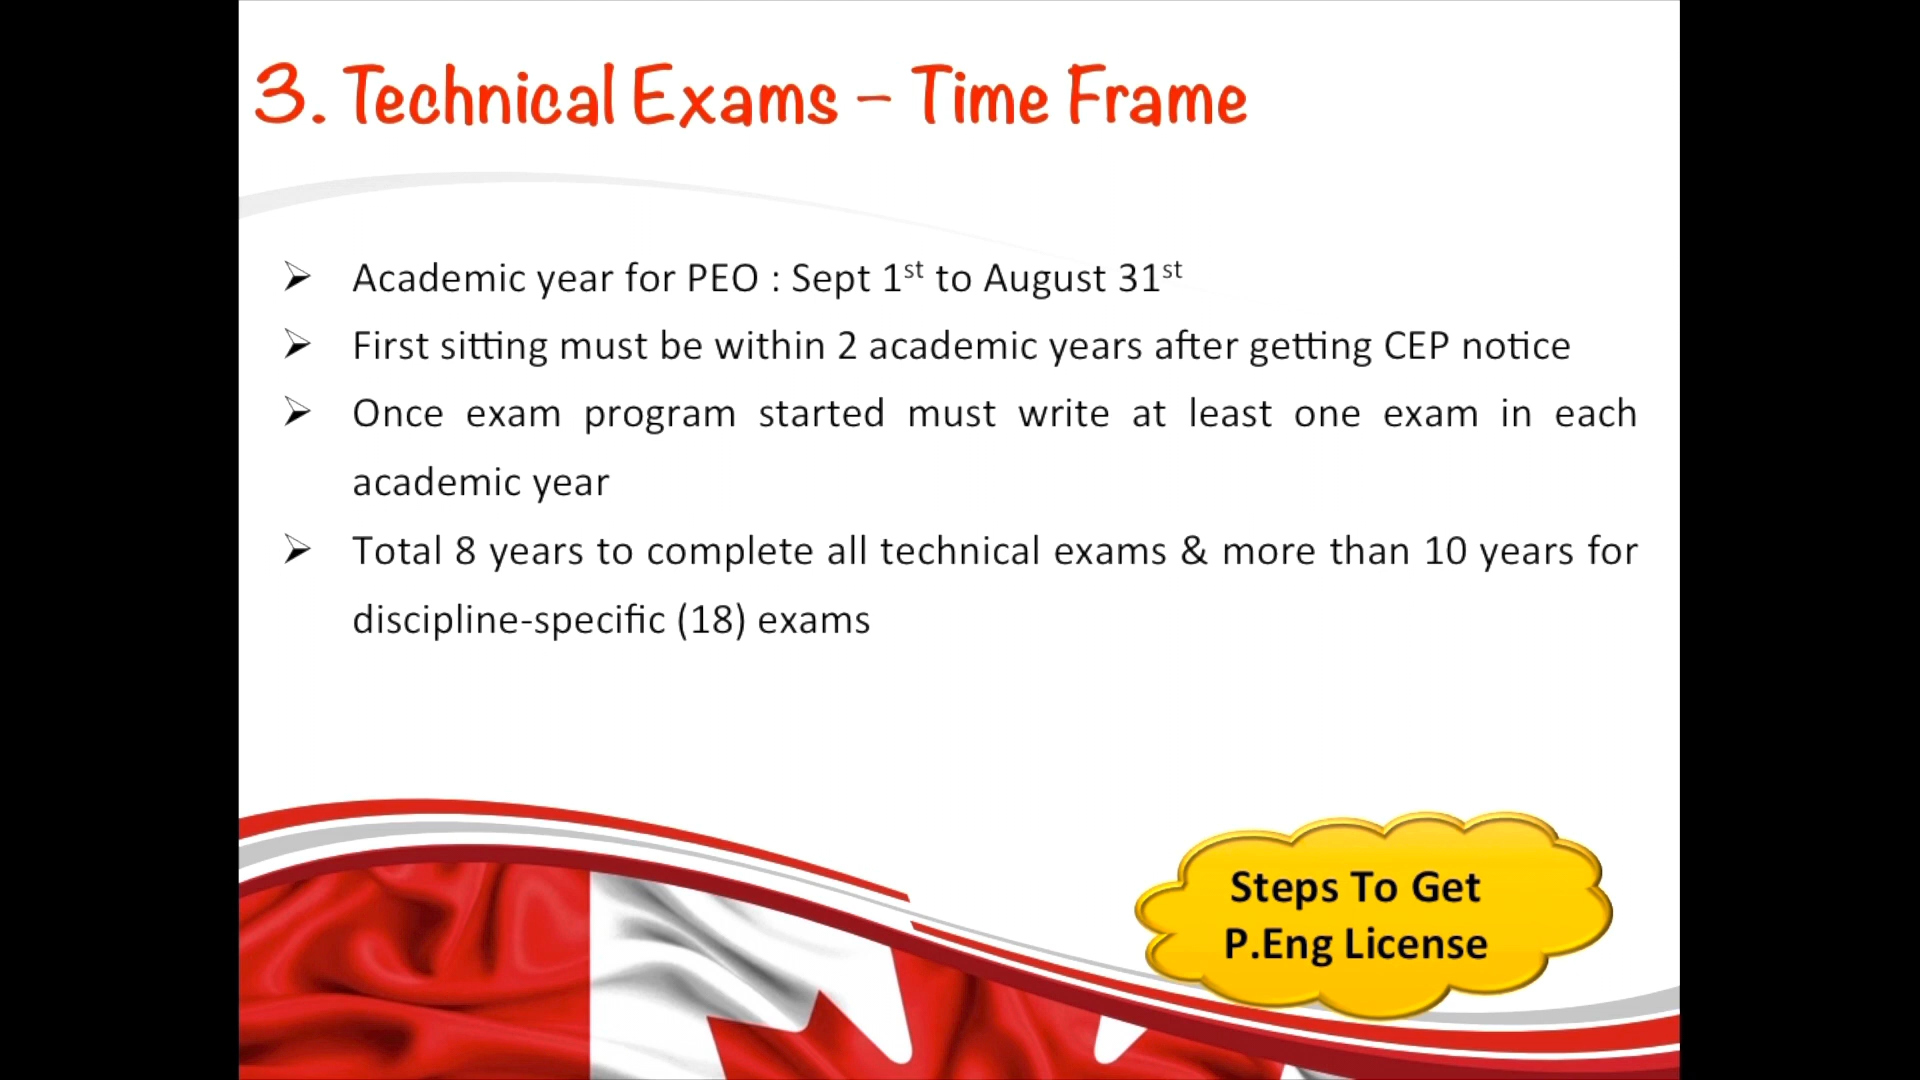 3. Technical Exams – Time Frame
➢ Academic year for PEO : Sept 1st to August 31st
➢ First sitting must be within 2 academic years after getting CEP notice
➢ Once exam program started must write at least one exam in each
academic year
➢ Total 8 years to complete all technical exams & more than 10 years for
discipline-specific (18) exams
Steps To Get
P.Eng License